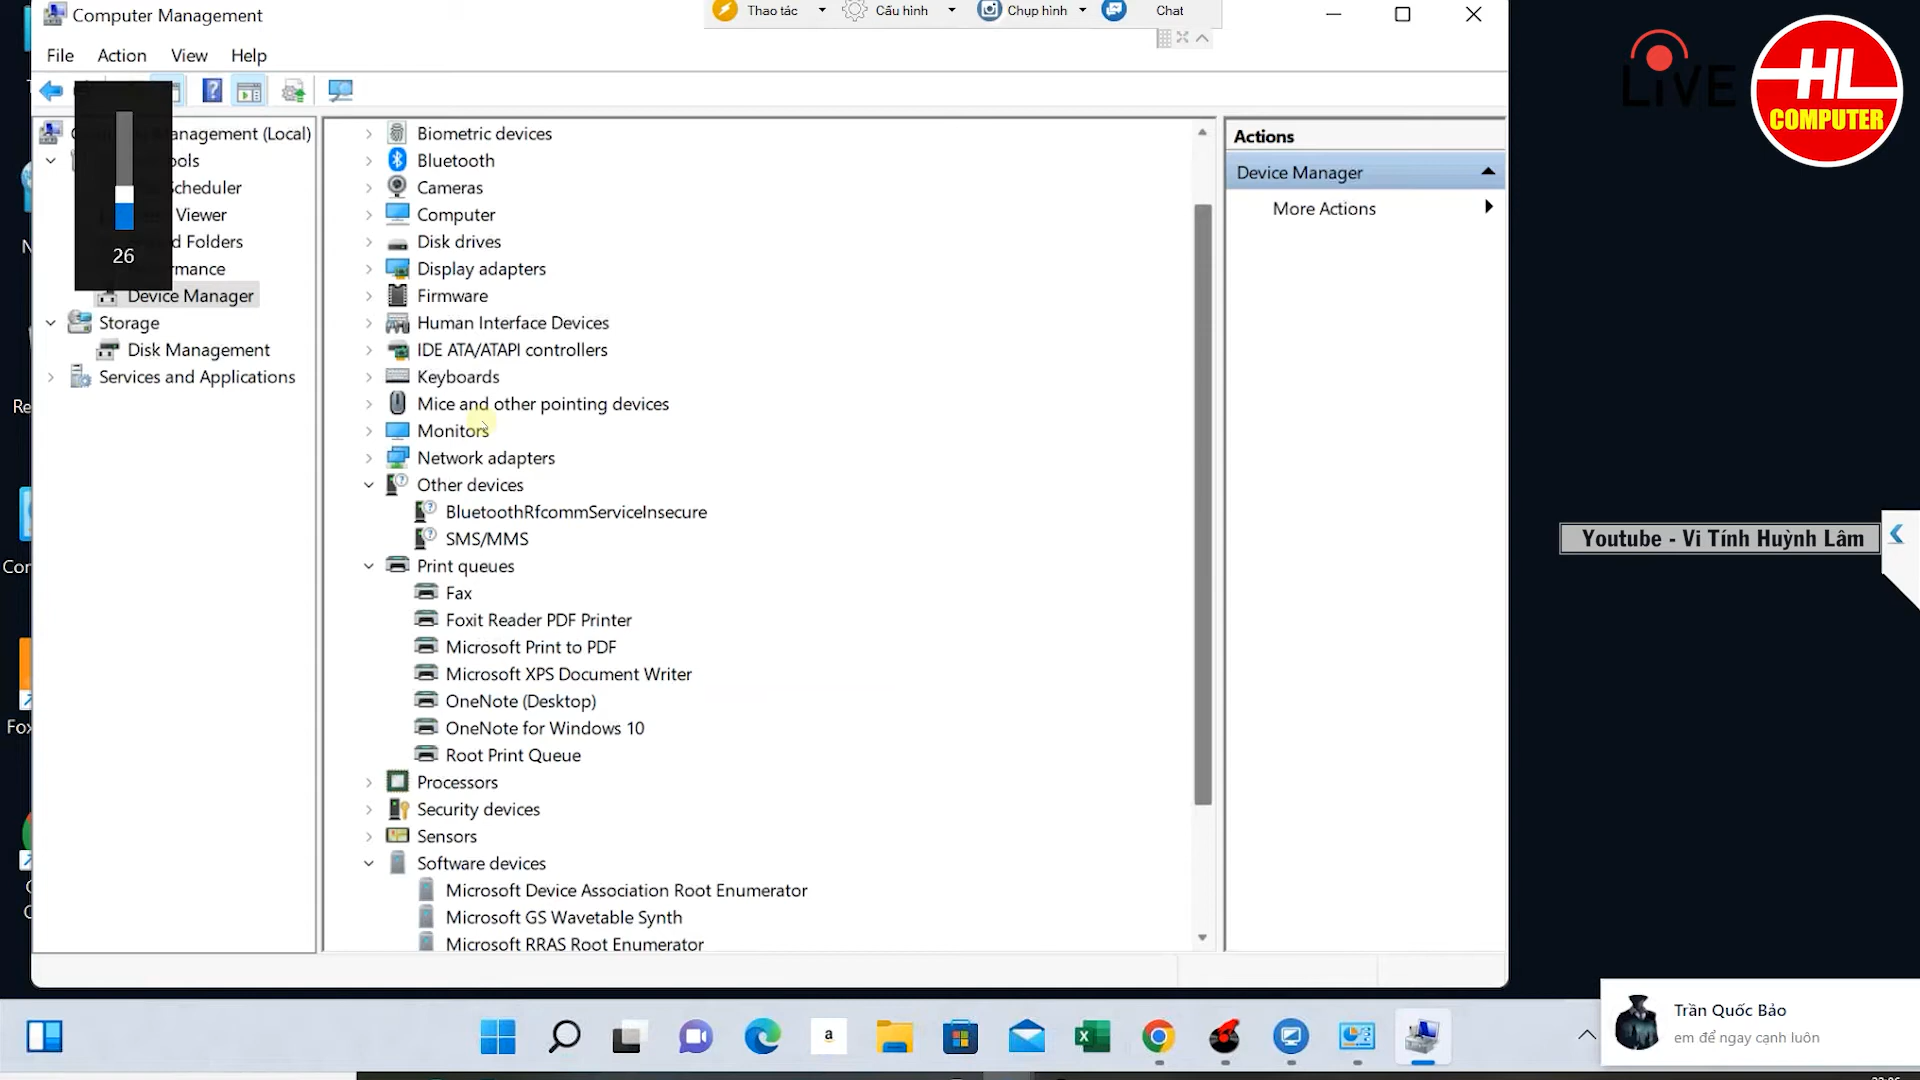 Computer Management
Thao tác
Cấu hình
Chụp hình
Chat
File Action View Help
26
anagement (Local)
ools
Scheduler
Viewer
d Folders
rmance
Device Manager
Storage
Disk Management
Services and Applications
Biometric devices
Bluetooth
Cameras
Computer
Disk drives
Display adapters
Firmware
Human Interface Devices
IDE ATA/ATAPI controllers
Keyboards
Mice and other pointing devices
Monitors
Network adapters
Other devices
BluetoothRfcommServiceInsecure
SMS/MMS
Print queues
Fax
Foxit Reader PDF Printer
Microsoft Print to PDF
Microsoft XPS Document Writer
OneNote (Desktop)
OneNote for Windows 10
Root Print Queue
Processors
Security devices
Sensors
Software devices
Microsoft Device Association Root Enumerator
Microsoft GS Wavetable Synth
Microsoft RRAS Root Enumerator
Actions
Device Manager
More Actions
LIVE
HL
COMPUTER
Youtube - Vi Tính Huỳnh Lâm
Re
Cor
Fox
a
Trần Quốc Bảo
em để ngay cạnh luôn